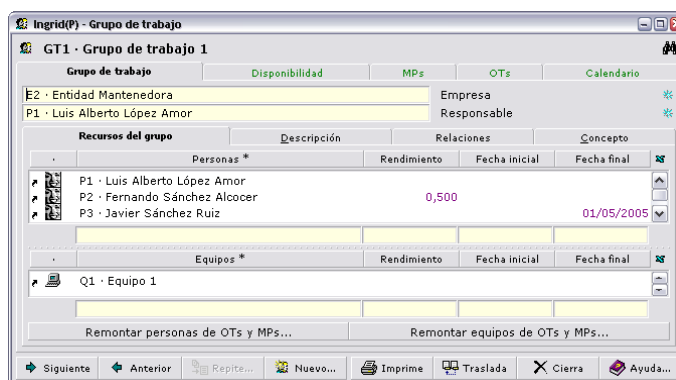 Ingrid(P) - Grupo de trabajo
GT1 · Grupo de trabajo 1
Grupo de trabajo Disponibilidad MPs OTs Calendario
E2 · Entidad Mantenedora Empresa
P1 · Luis Alberto López Amor Responsable
Recursos del grupo Descripción Relaciones Concepto
· Personas * Rendimiento Fecha inicial Fecha final
P1 · Luis Alberto López Amor
P2 · Fernando Sánchez Alcocer 0,500
P3 · Javier Sánchez Ruiz 01/05/2005
· Equipos * Rendimiento Fecha inicial Fecha final
Q1 · Equipo 1
Remontar personas de OTs y MPs... Remontar equipos de OTs y MPs...
Siguiente Anterior Repite... Nuevo... Imprime Traslada Cierra Ayuda...